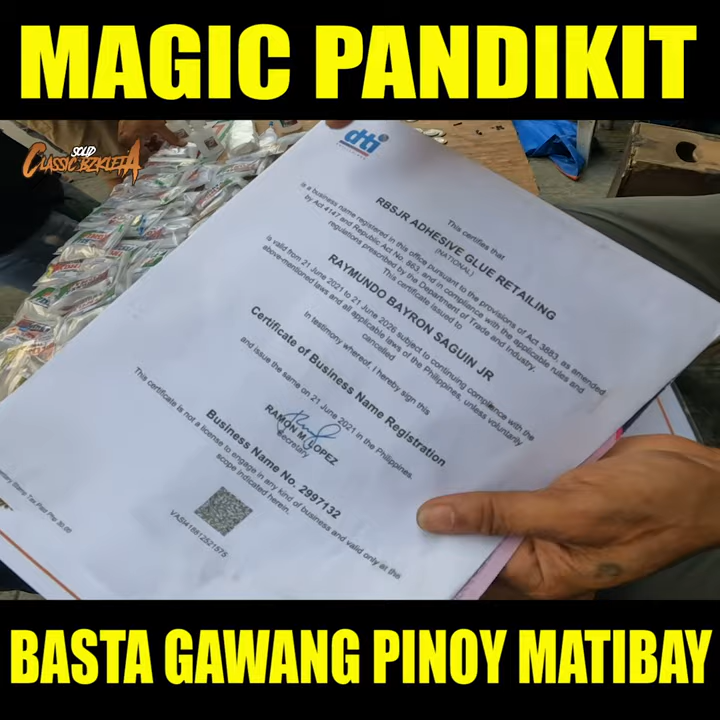 MAGIC PANDIKIT
SOLID
CLASSIC BZKLETA
dti
This certifies that
RBSJR ADHESIVE GLUE RETAILING
(NATIONAL)
is a business name registered in this office pursuant to the provisions of Act 3883, as amended
by Act 4147 and Republic Act No. 863, and in compliance with the applicable rules and
regulations prescribed by the Department of Trade and Industry.
This certificate issued to
RAYMUNDO BAYRON SAGUIN JR
is valid from 21 June 2021 to 21 June 2026 subject to continuing compliance with the
above-mentioned laws and all applicable laws of the Philippines, unless voluntarily
cancelled
In testimony whereof, I hereby sign this
Certificate of Business Name Registration
and issue the same on 21 June 2021 in the Philippines.
RAMON M. LOPEZ
Secretary
Business Name No. 2997132
This certificate is not a license to engage in any kind of business and valid only at the
scope indicated herein.
Stamp Tax Paid
BASTA GAWANG PINOY MATIBAY